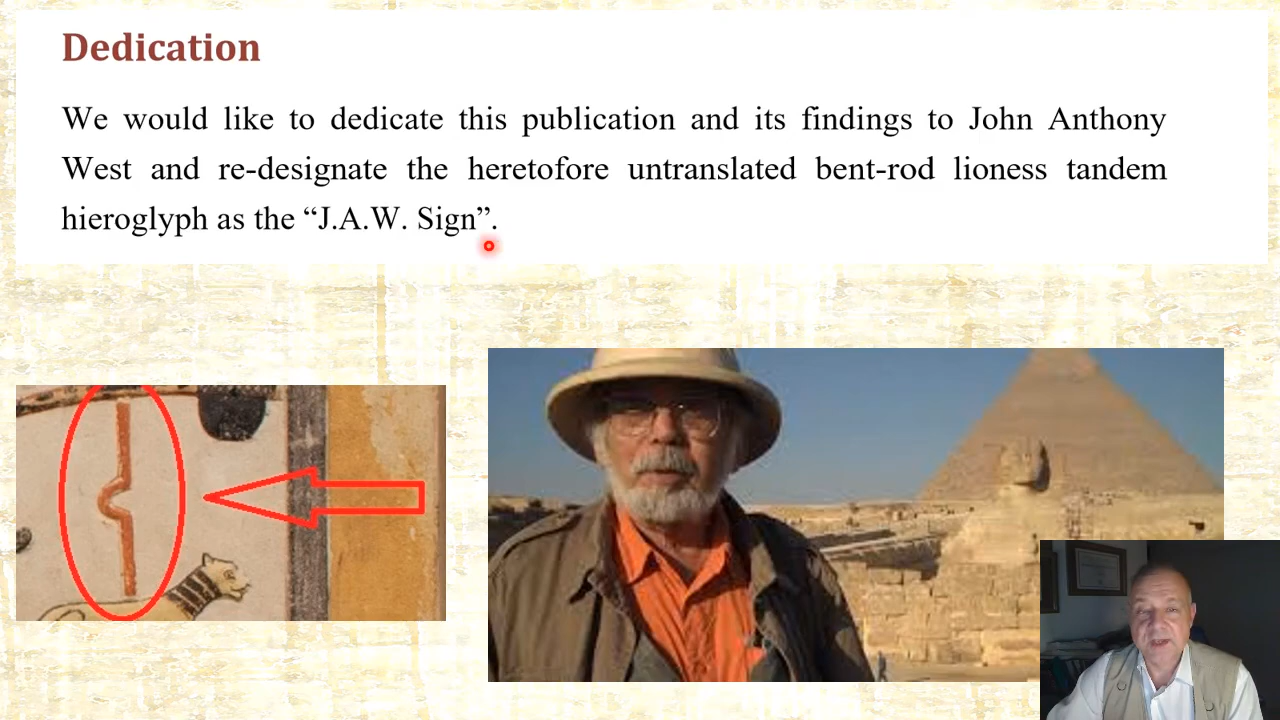 Dedication
We would like to dedicate this publication and its findings to John Anthony
West and re-designate the heretofore untranslated bent-rod lioness tandem
hieroglyph as the “J.A.W. Sign”.